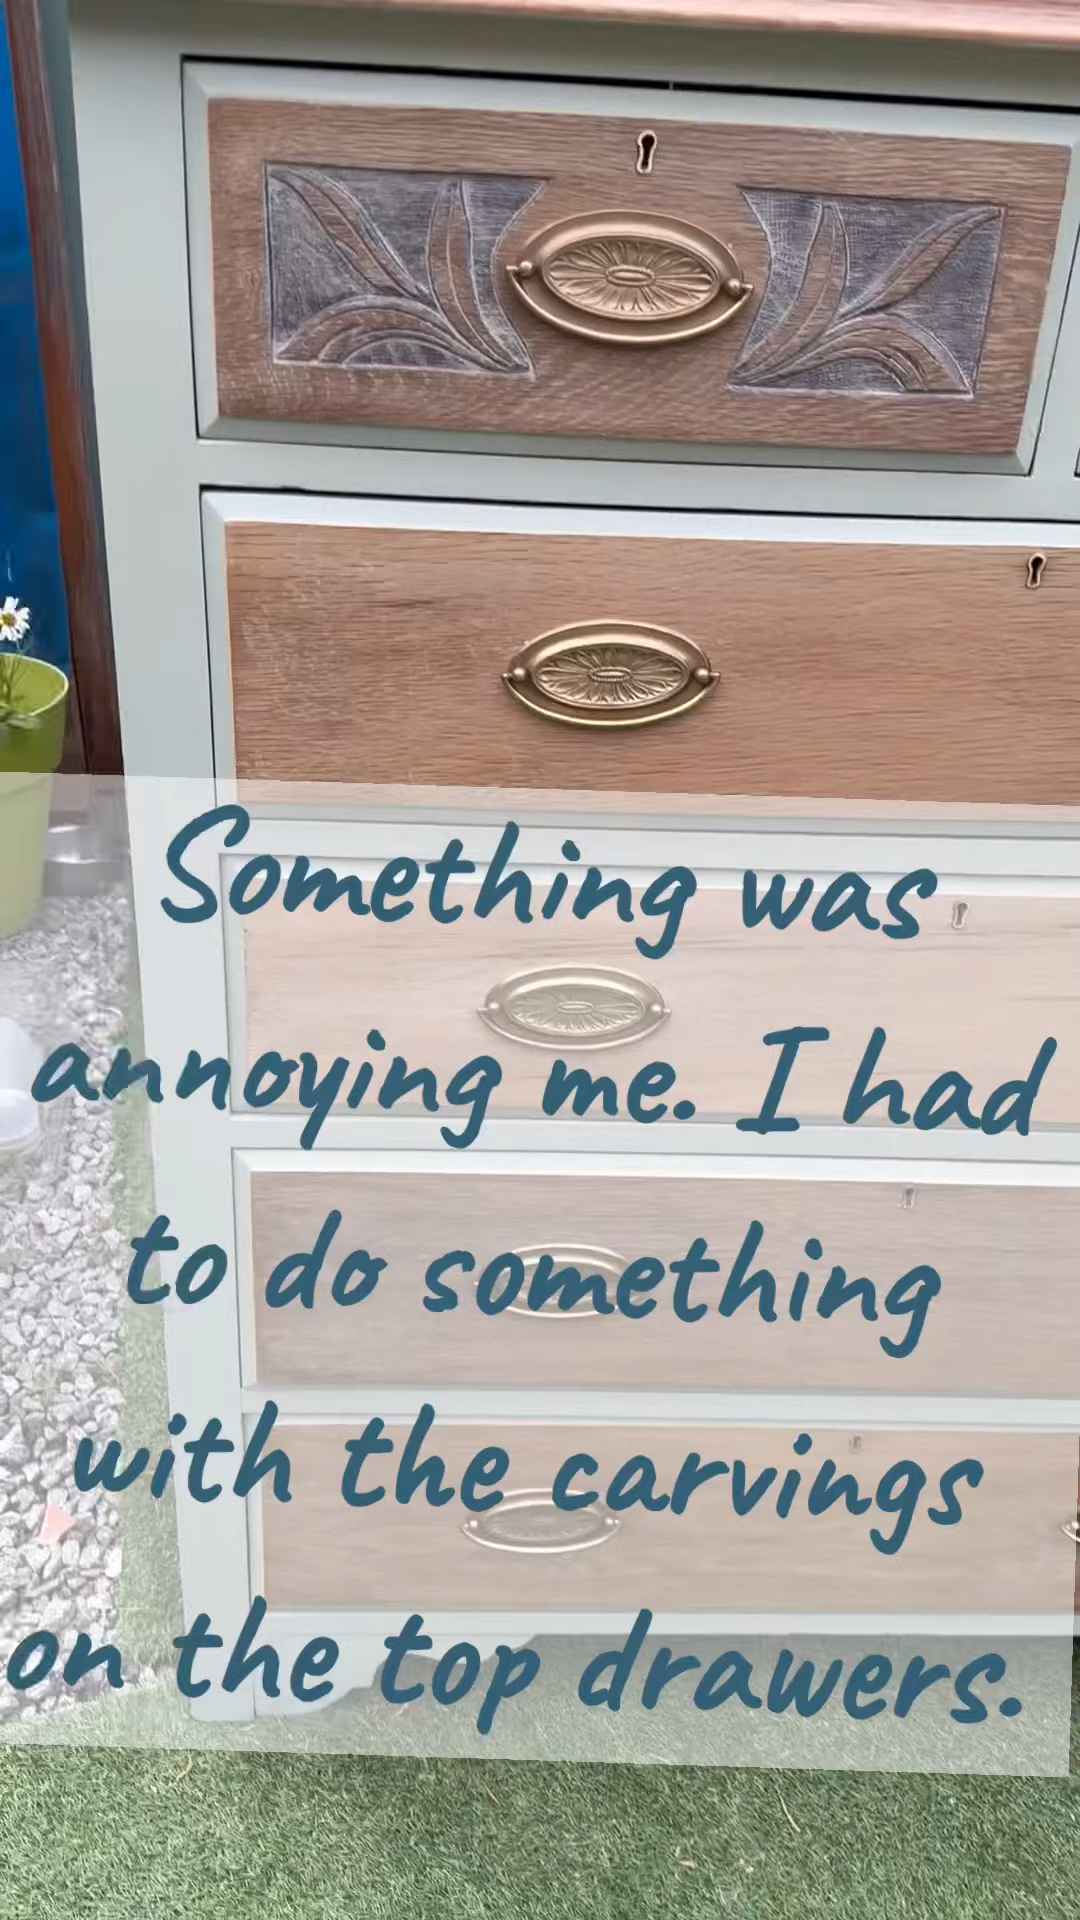 Something was
annoying me. I had
to do something
with the carvings
on the top drawers.